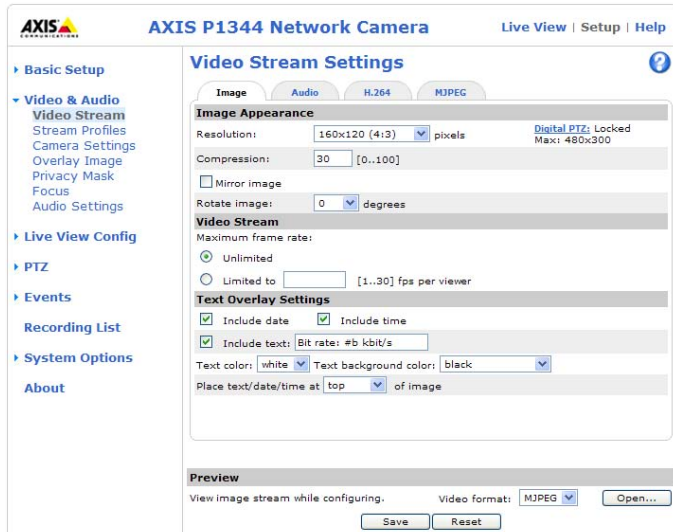 AXIS
COMMUNICATIONS
AXIS P1344 Network Camera
Live View | Setup | Help
Basic Setup
Video & Audio
Video Stream
Stream Profiles
Camera Settings
Overlay Image
Privacy Mask
Focus
Audio Settings
Live View Config
PTZ
Events
Recording List
System Options
About
Video Stream Settings
?
Image Audio H.264 MJPEG
Image Appearance
Resolution: 160x120 (4:3) pixels
Digital PTZ: Locked
Max: 480x300
Compression: 30 [0..100]
Mirror image
Rotate image: 0 degrees
Video Stream
Maximum frame rate:
Unlimited
Limited to [1..30] fps per viewer
Text Overlay Settings
Include date Include time
Include text: Bit rate: #b kbit/s
Text color: white Text background color: black
Place text/date/time at top of image
Preview
View image stream while configuring. Video format: MJPEG Open...
Save Reset